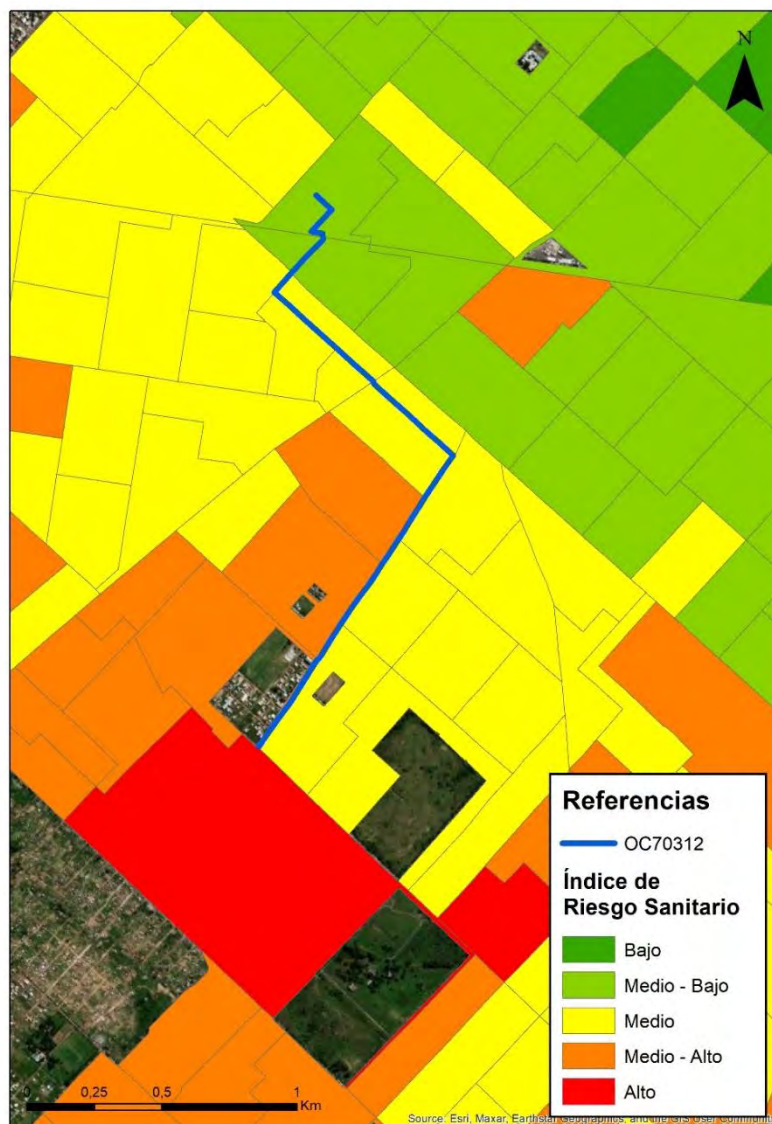 N
Referencias
OC70312
Índice de
Riesgo Sanitario
Bajo
Medio - Bajo
Medio
Medio - Alto
Alto
0 0,25 0,5 1
Km
Source: Esri, Maxar, Earthstar Geographics, and the GIS User Community